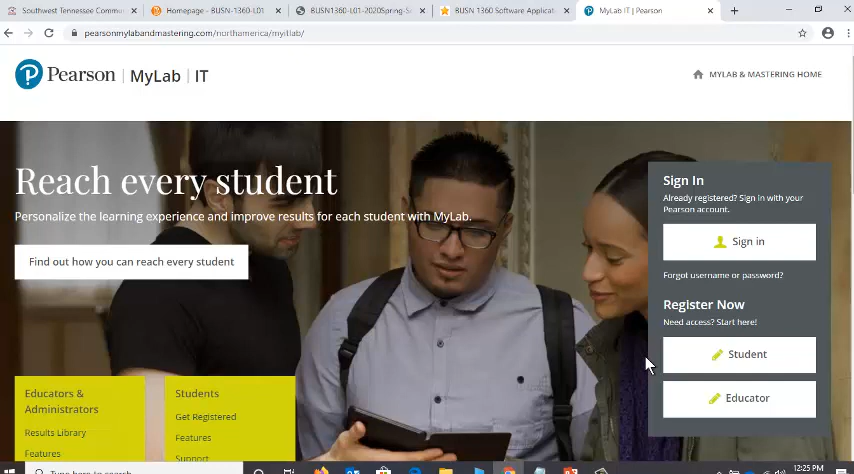 Southwest Tennessee Commu
Homepage - BUSN-1360-L01
BUSN1360-L01-2020Spring-S
BUSN 1360 Software Applicati
MyLab IT | Pearson
pearsonmylabandmastering.com/northamerica/myitlab/
Pearson | MyLab | IT
MYLAB & MASTERING HOME
Reach every student
Personalize the learning experience and improve results for each student with MyLab.
Find out how you can reach every student
Sign In
Already registered? Sign in with your
Pearson account.
Sign in
Forgot username or password?
Register Now
Need access? Start here!
Student
Educator
Educators &
Administrators
Results Library
Features
Students
Get Registered
Features
Support
Type here to search
12:25 PM